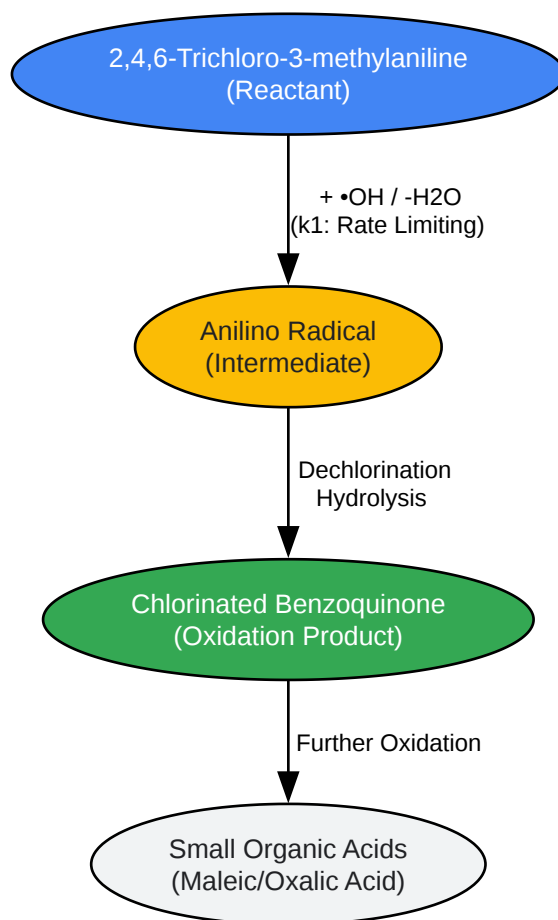 2,4,6-Trichloro-3-methylaniline
(Reactant)
+ •OH / -H2O
(k1: Rate Limiting)
Anilino Radical
(Intermediate)
Dechlorination
Hydrolysis
Chlorinated Benzoquinone
(Oxidation Product)
Further Oxidation
Small Organic Acids
(Maleic/Oxalic Acid)